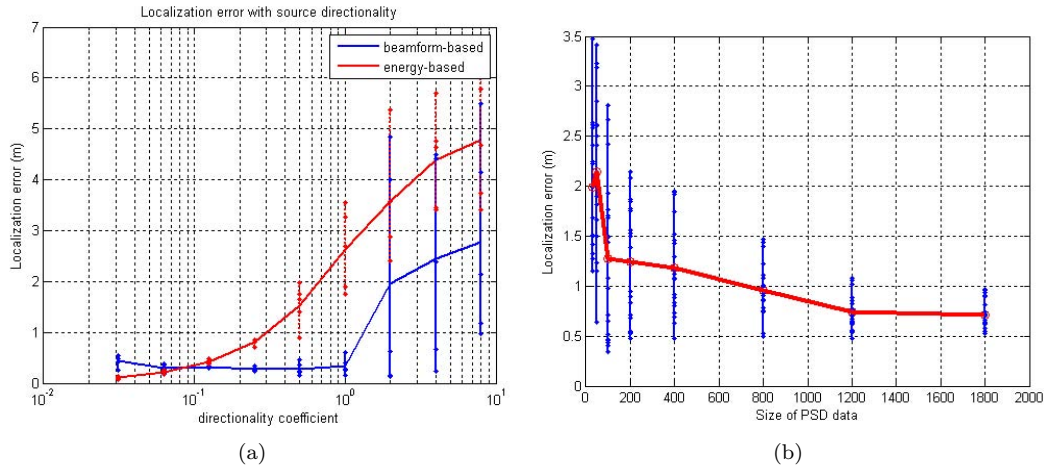 Localization error with source directionality
beamform-based
energy-based
7
6
5
4
3
2
1
0
Localization error (m)
10^-2
10^-1
10^0
10^1
directionality coefficient
(a)
3.5
3
2.5
2
1.5
1
0.5
0
Localization error (m)
0 200 400 600 800 1000 1200 1400 1600 1800 2000
Size of PSD data
(b)